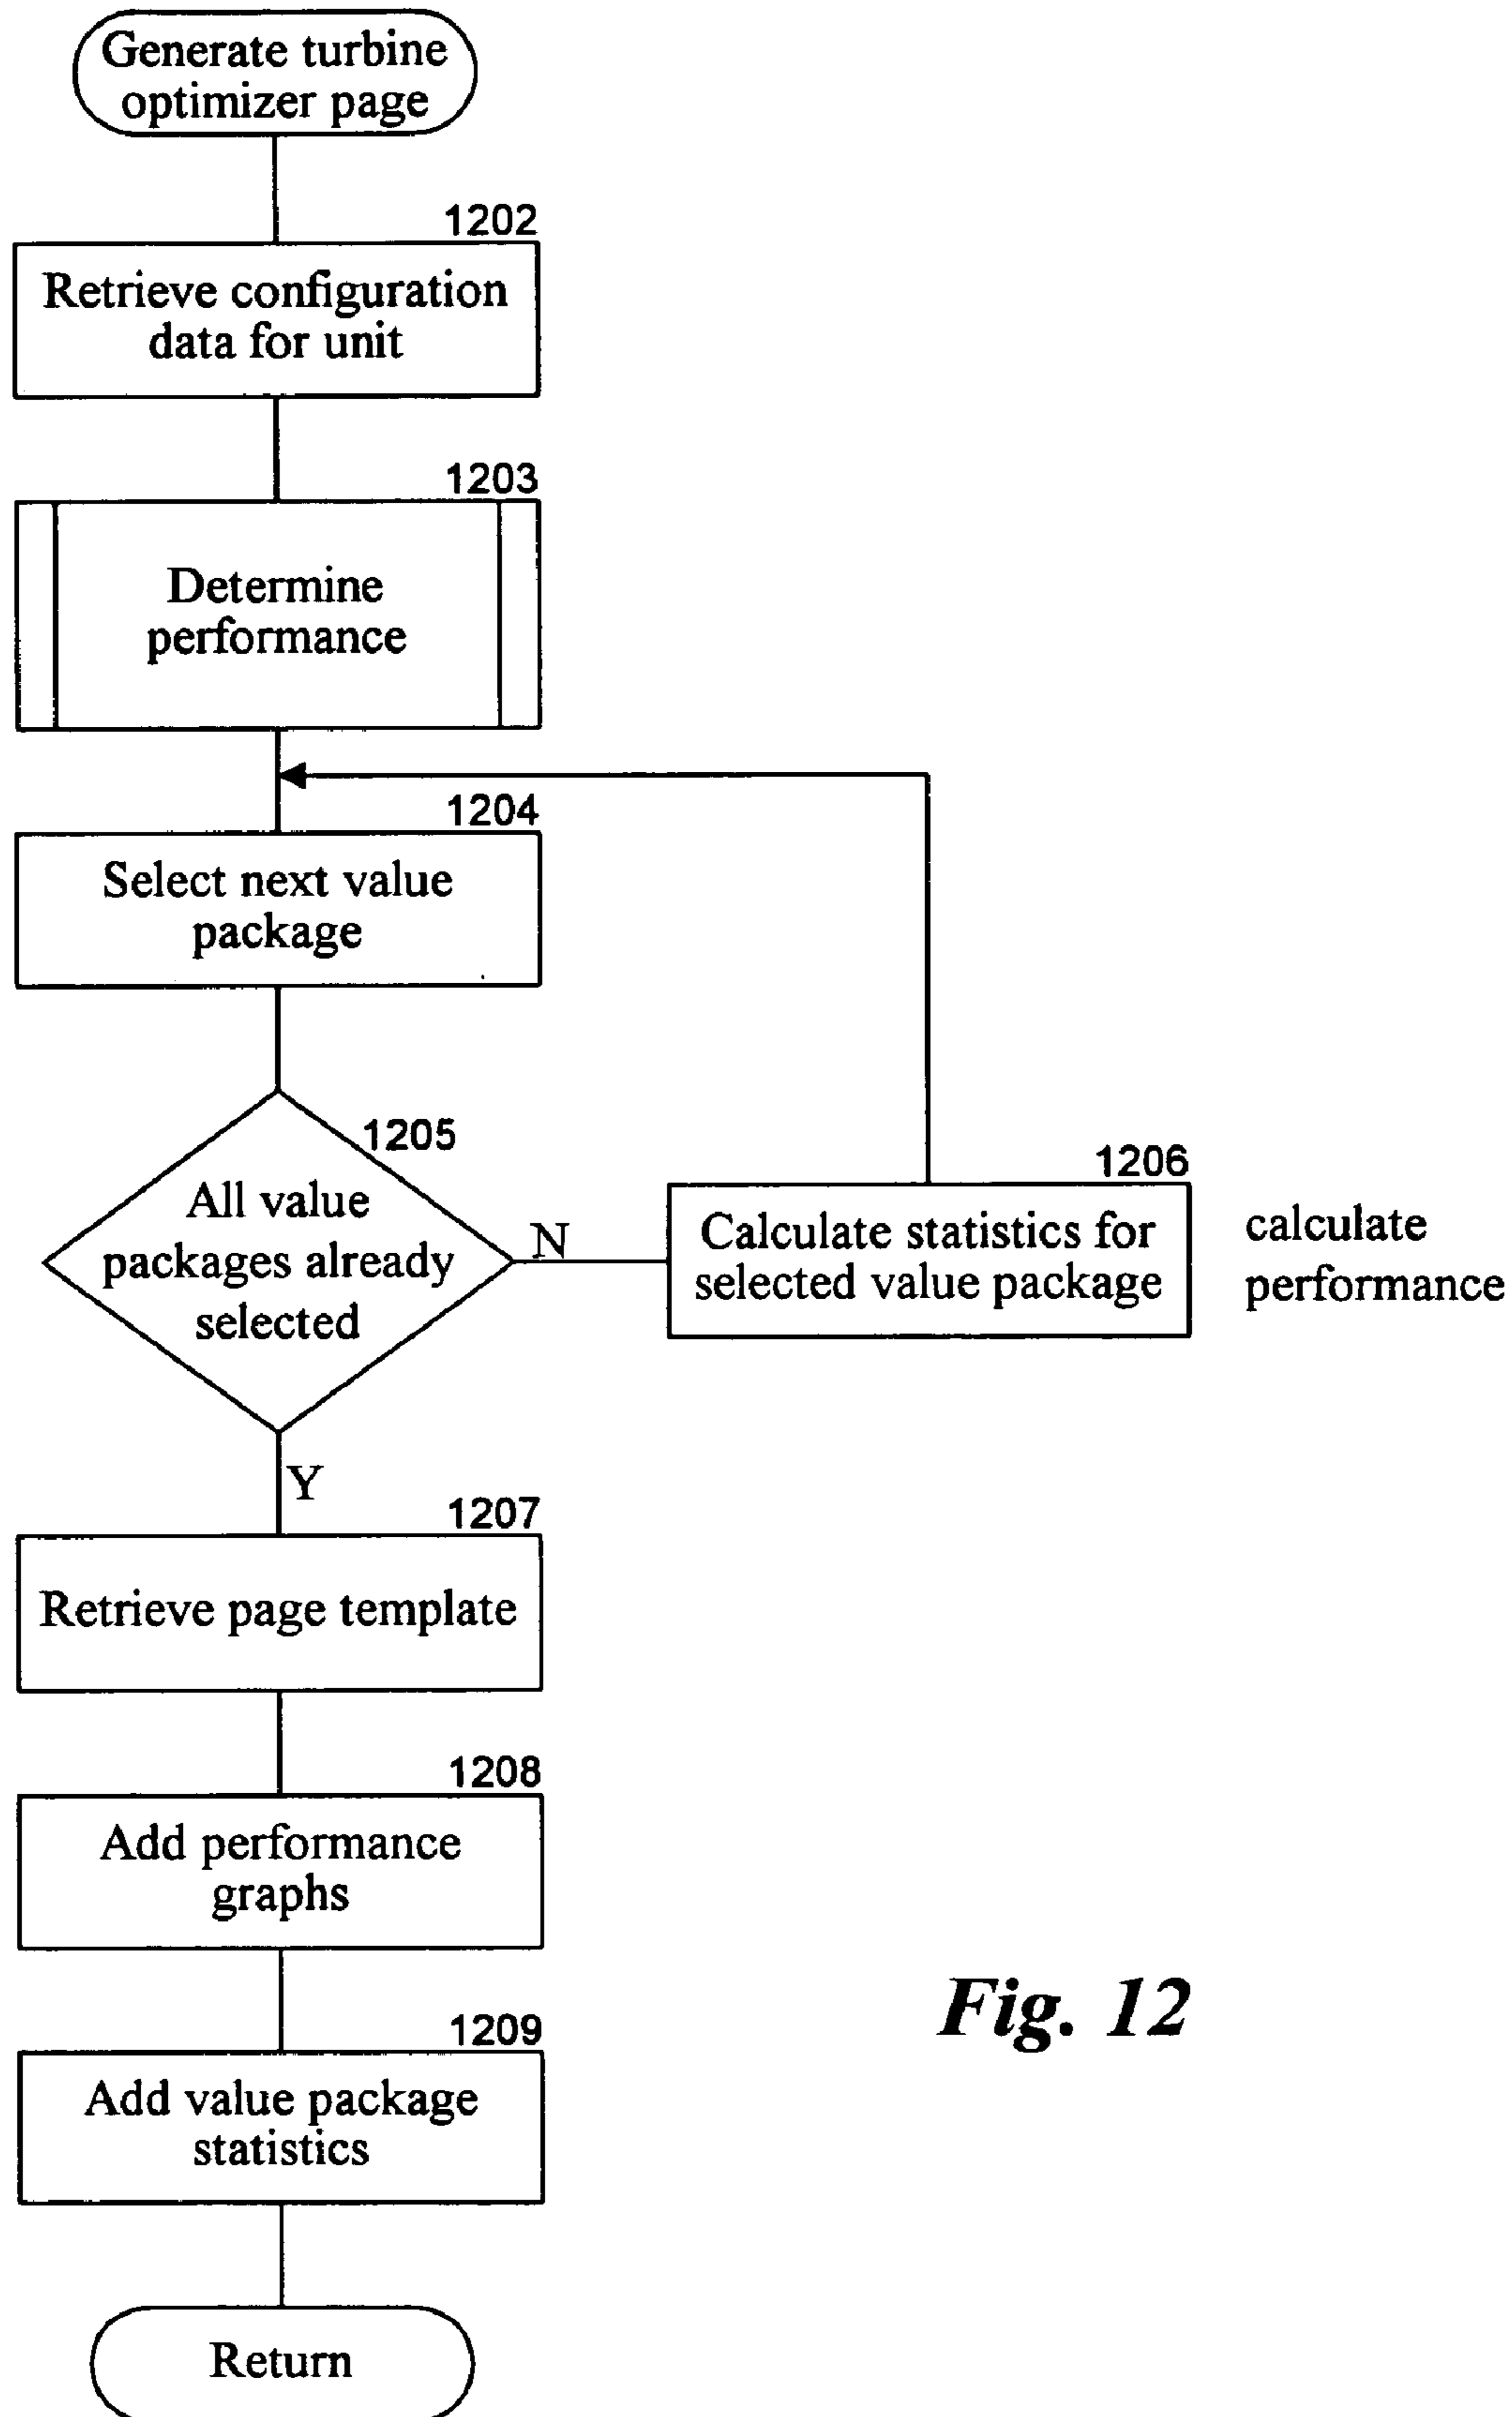 Generate turbine
optimizer page
1202
Retrieve configuration
data for unit
1203
Determine
performance
1204
Select next value
package
1205
All value
packages already
selected
N
1206
Calculate statistics for
selected value package
calculate
performance
Y
1207
Retrieve page template
1208
Add performance
graphs
1209
Add value package
statistics
Return
Fig. 12